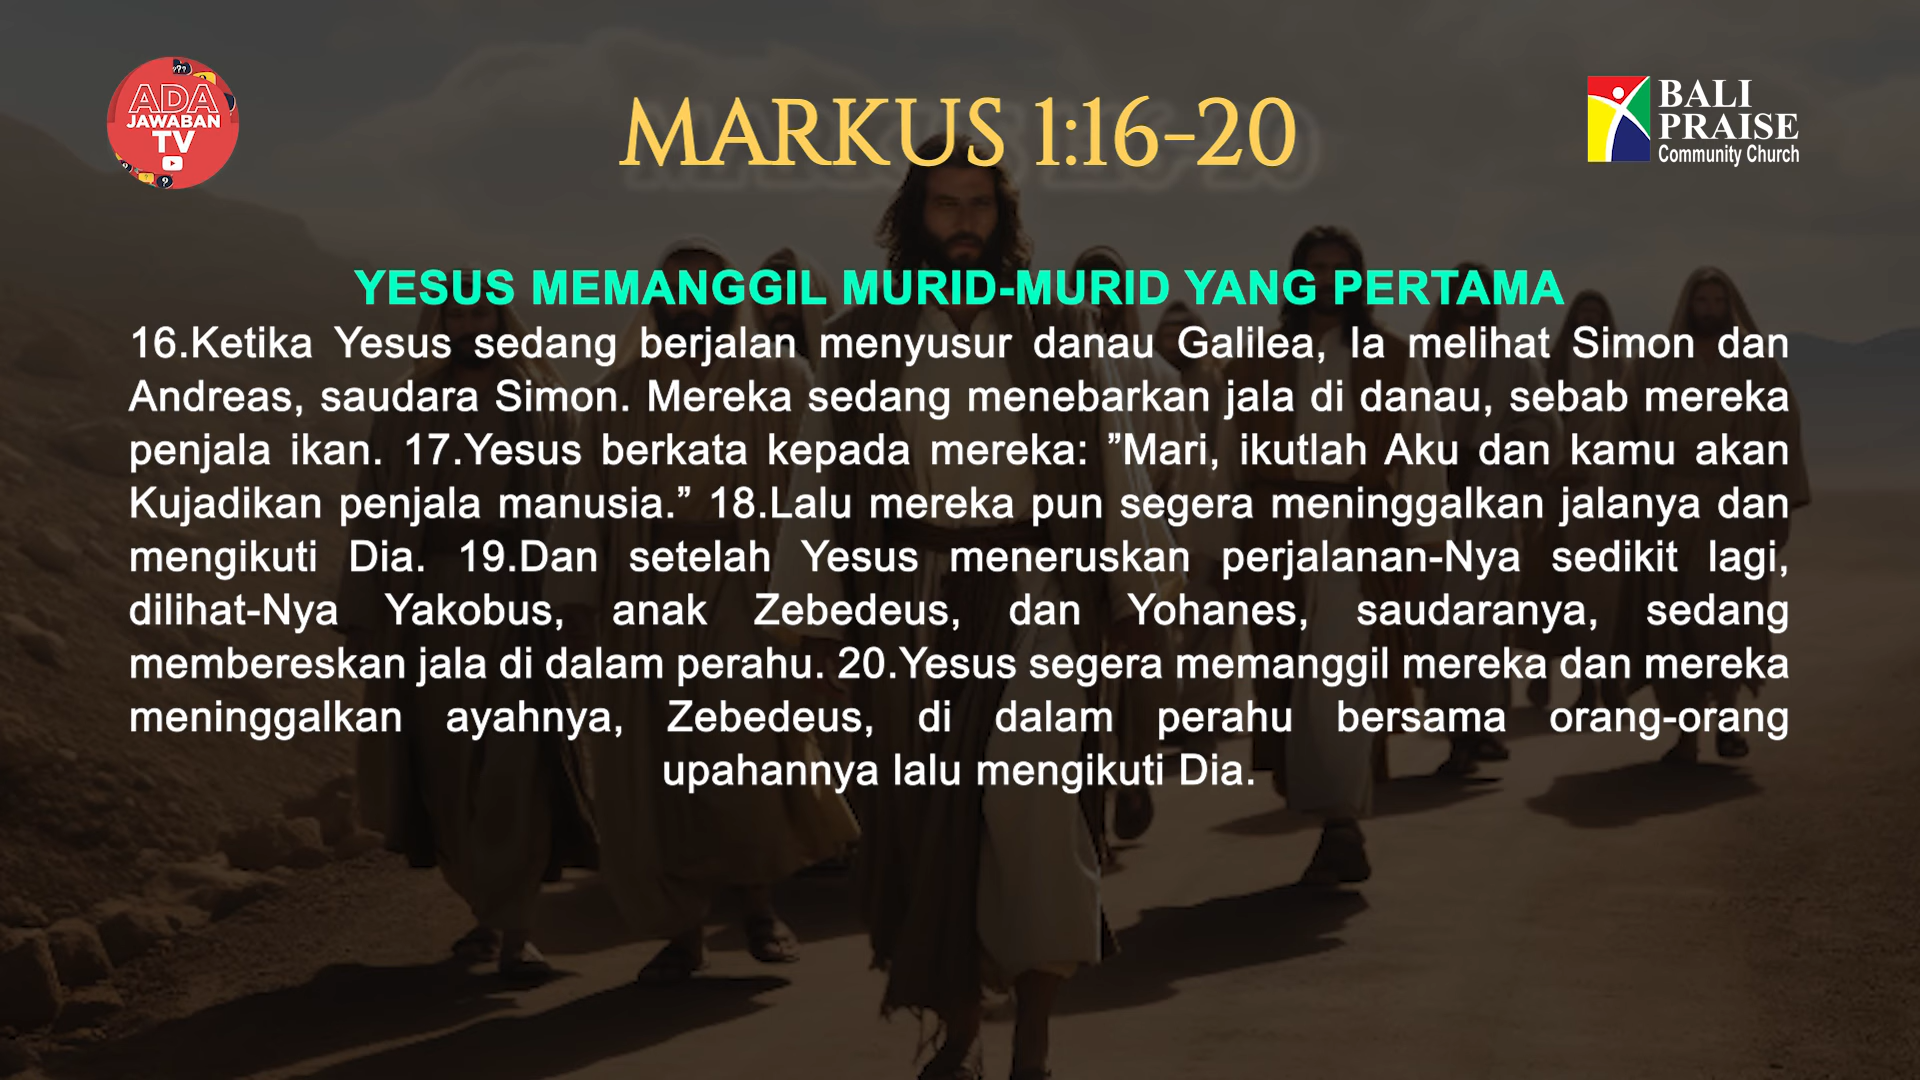 ADA
JAWABAN
TV
MARKUS 1:16-20
BALI
PRAISE
Community Church
YESUS MEMANGGIL MURID-MURID YANG PERTAMA
16.Ketika Yesus sedang berjalan menyusur danau Galilea, Ia melihat Simon dan
Andreas, saudara Simon. Mereka sedang menebarkan jala di danau, sebab mereka
penjala ikan. 17.Yesus berkata kepada mereka: ”Mari, ikutlah Aku dan kamu akan
Kujadikan penjala manusia.” 18.Lalu mereka pun segera meninggalkan jalanya dan
mengikuti Dia. 19.Dan setelah Yesus meneruskan perjalanan-Nya sedikit lagi,
dilihat-Nya Yakobus, anak Zebedeus, dan Yohanes, saudaranya, sedang
membereskan jala di dalam perahu. 20.Yesus segera memanggil mereka dan mereka
meninggalkan ayahnya, Zebedeus, di dalam perahu bersama orang-orang
upahannya lalu mengikuti Dia.